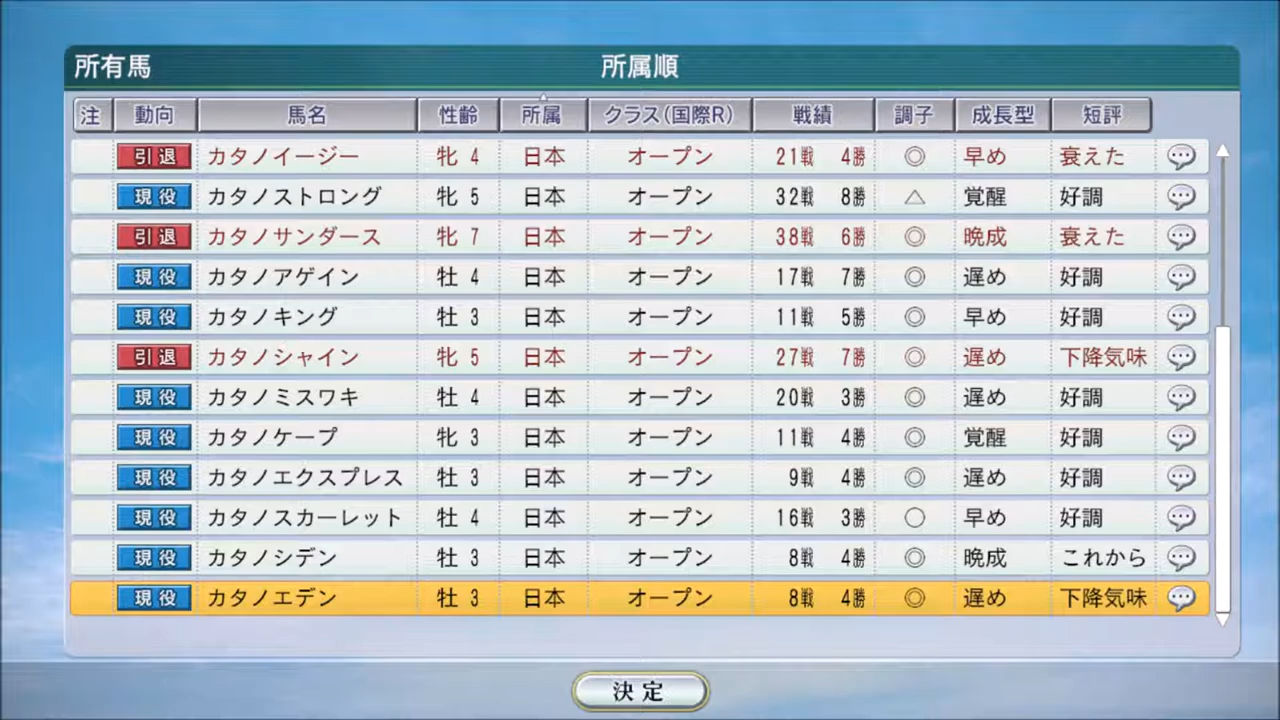 所有馬 所属順
注 動向 馬名 性齢 所属 クラス(国際R) 戦績 調子 成長型 短評
引退 カタノイージー 牝 4 日本 オープン 21戦 4勝 ◎ 早め 衰えた
現役 カタノストロング 牝 5 日本 オープン 32戦 8勝 △ 覚醒 好調
引退 カタノサンダース 牝 7 日本 オープン 38戦 6勝 ◎ 晩成 衰えた
現役 カタノアゲイン 牡 4 日本 オープン 17戦 7勝 ◎ 遅め 好調
現役 カタノキング 牡 3 日本 オープン 11戦 5勝 ◎ 早め 好調
引退 カタノシャイン 牝 5 日本 オープン 27戦 7勝 ◎ 遅め 下降気味
現役 カタノミスワキ 牡 4 日本 オープン 20戦 3勝 ◎ 遅め 好調
現役 カタノケープ 牝 3 日本 オープン 11戦 4勝 ◎ 覚醒 好調
現役 カタノエクスプレス 牡 3 日本 オープン 9戦 4勝 ◎ 遅め 好調
現役 カタノスカーレット 牡 4 日本 オープン 16戦 3勝 ○ 早め 好調
現役 カタノシデン 牡 3 日本 オープン 8戦 4勝 ◎ 晩成 これから
現役 カタノエデン 牡 3 日本 オープン 8戦 4勝 ◎ 遅め 下降気味
決定